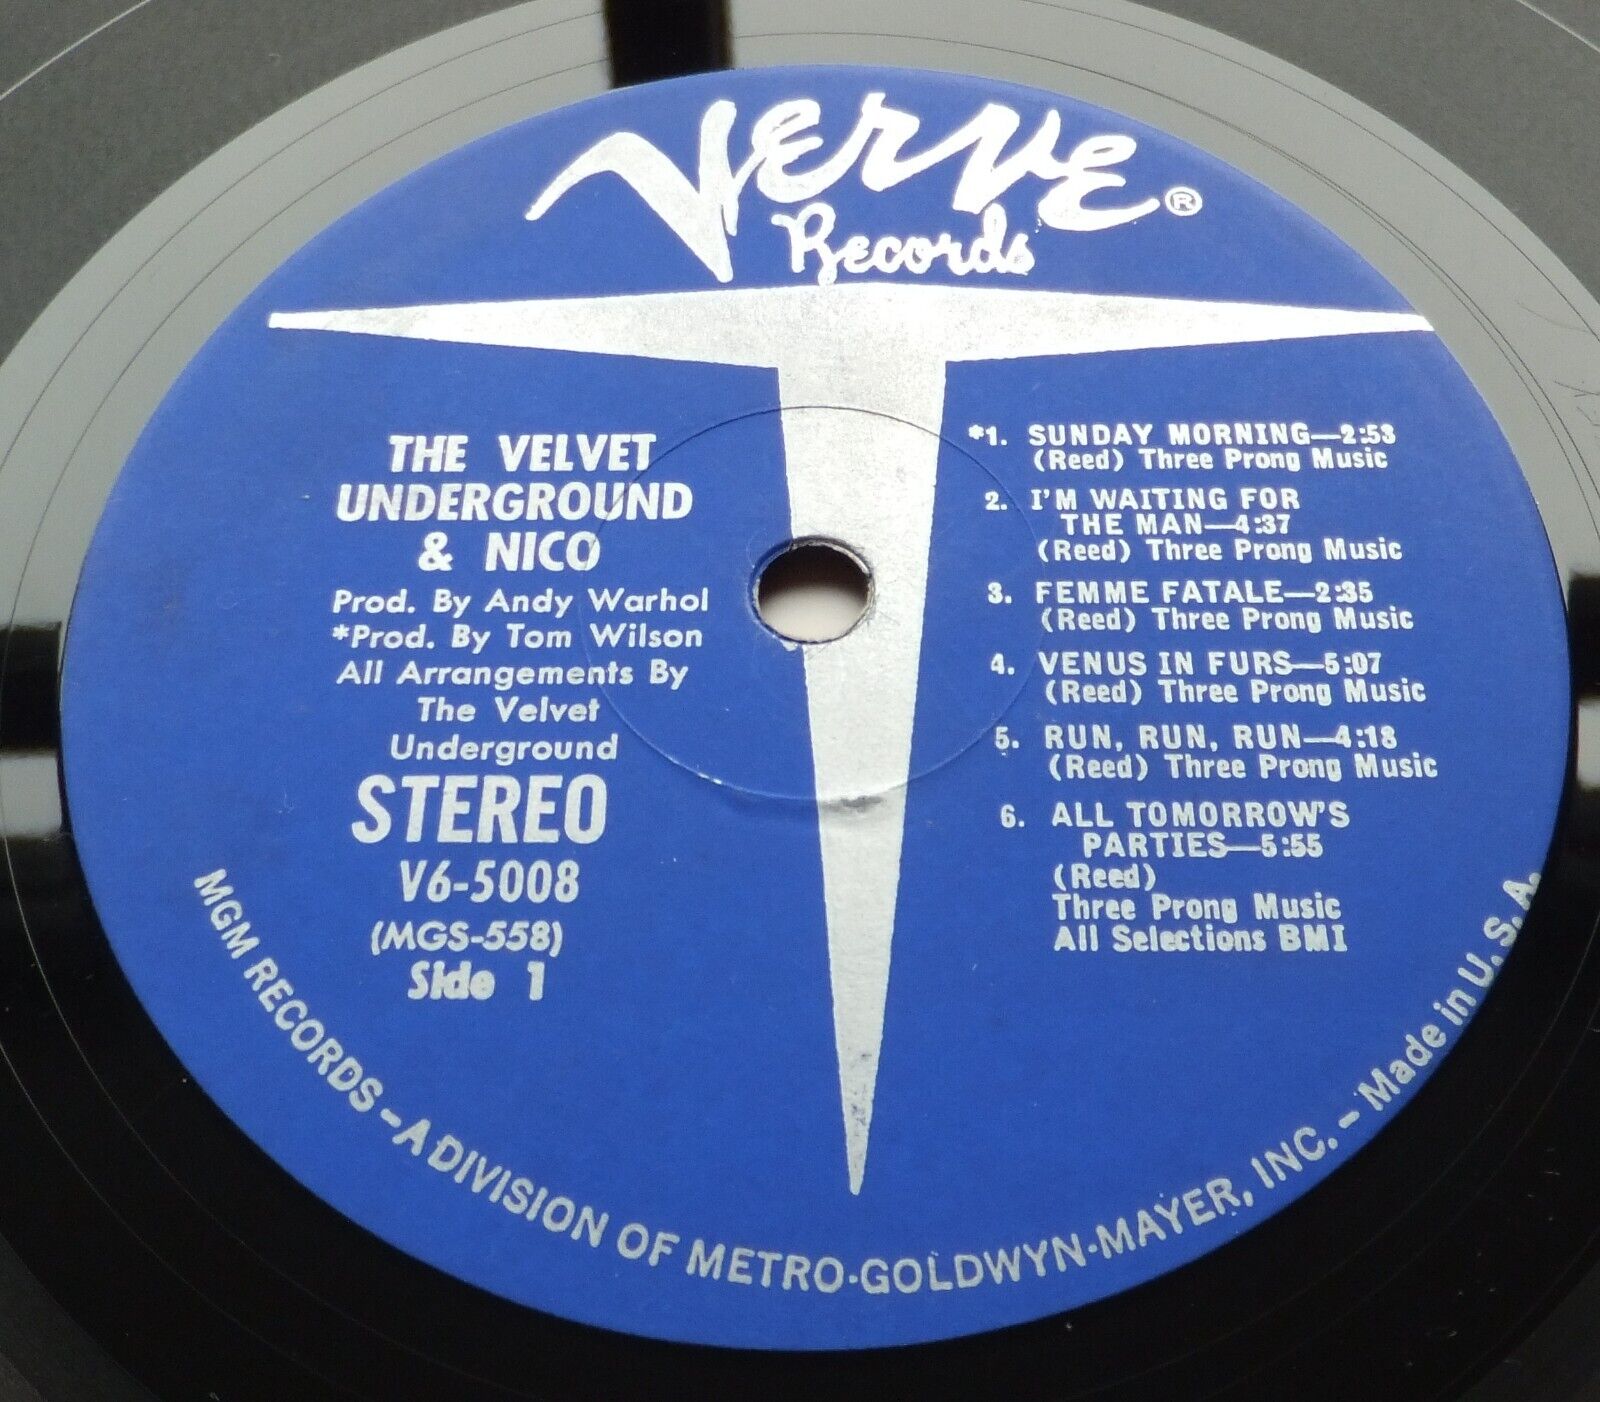 Verve ®
Records
THE VELVET
UNDERGROUND
& NICO
Prod. By Andy Warhol
*Prod. By Tom Wilson
All Arrangements By
The Velvet
Underground
STEREO
V6-5008
(MGS-558)
Side 1
*1. SUNDAY MORNING—2:53
(Reed) Three Prong Music
2. I'M WAITING FOR
THE MAN—4:37
(Reed) Three Prong Music
3. FEMME FATALE—2:35
(Reed) Three Prong Music
4. VENUS IN FURS—5:07
(Reed) Three Prong Music
5. RUN, RUN, RUN—4:18
(Reed) Three Prong Music
6. ALL TOMORROW'S
PARTIES—5:55
(Reed)
Three Prong Music
All Selections BMI
MGM RECORDS – A DIVISION OF METRO-GOLDWYN-MAYER, INC. – Made in U.S.A.